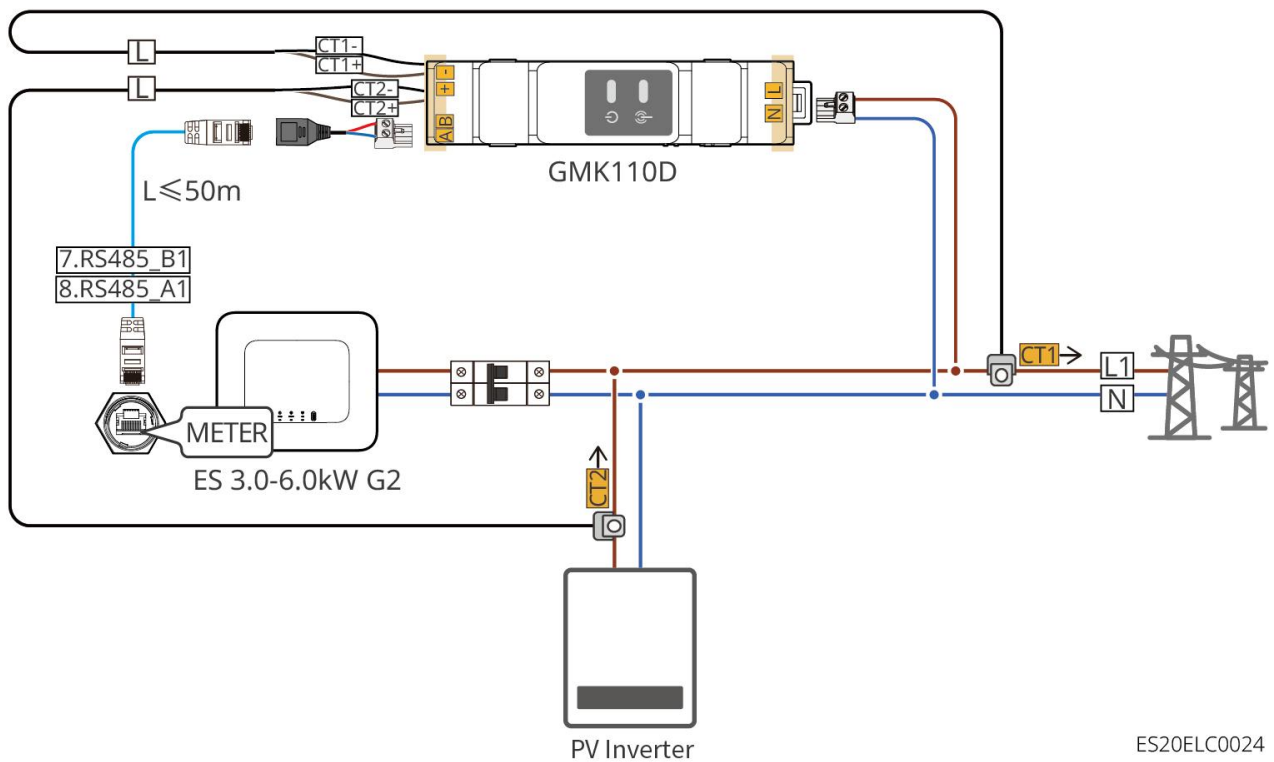 L
CT1-
CT1+
L
CT2-
CT2+
-
+
A B
L
N
GMK110D
L≤50m
7.RS485_B1
8.RS485_A1
METER
ES 3.0-6.0kW G2
CT1
L1
N
CT2
PV Inverter
ES20ELC0024